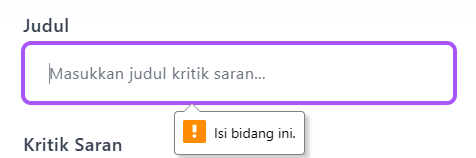 Judul
Masukkan judul kritik saran...
Isi bidang ini.
Kritik Saran